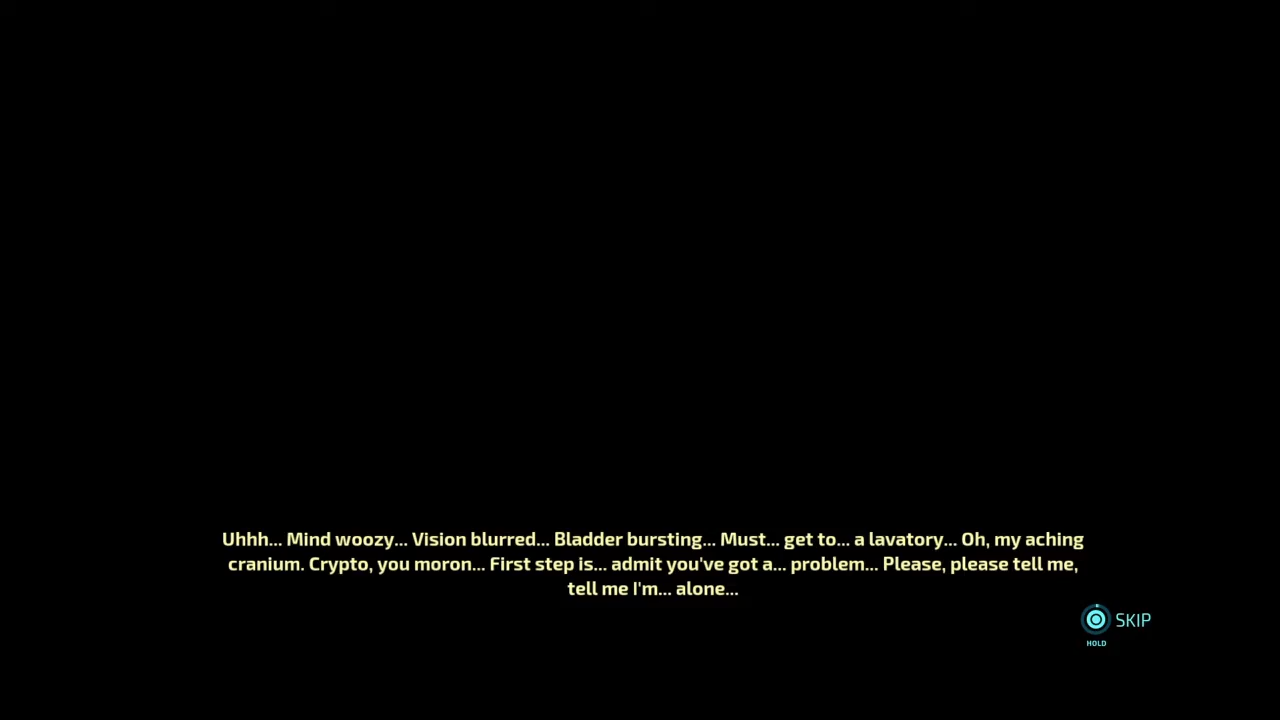 Uhhh... Mind woozy... Vision blurred... Bladder bursting... Must... get to... a lavatory... Oh, my aching
cranium. Crypto, you moron... First step is... admit you've got a... problem... Please, please tell me,
tell me I'm... alone...
SKIP
HOLD